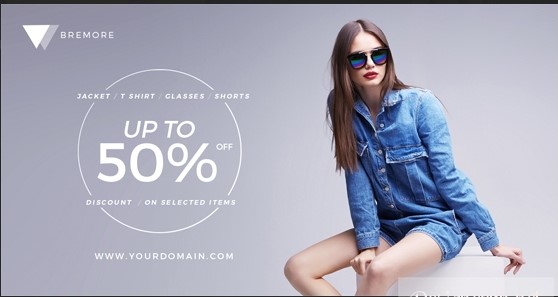 BREMORE
JACKET / T SHIRT / GLASSES / SHORTS
UP TO
50% OFF
DISCOUNT / ON SELECTED ITEMS
WWW.YOURDOMAIN.COM